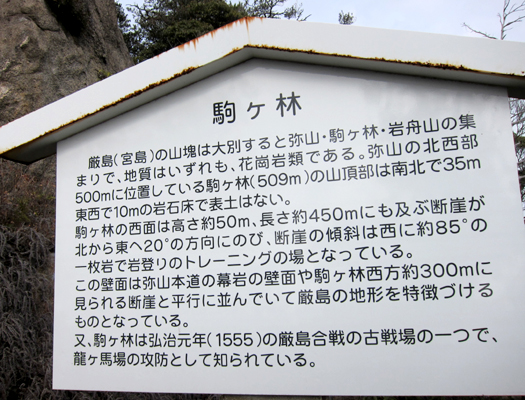 駒ヶ林
厳島(宮島)の山塊は大別すると弥山・駒ヶ林・岩舟山の集
まりで、地質はいずれも、花崗岩類である。弥山の北西部
500mに位置している駒ヶ林(509m)の山頂部は南北で35m
東西で10mの岩石床で表土はない。
駒ヶ林の西面は高さ約50m、長さ約450mにも及ぶ断崖が
北から東へ20°の方向にのび、断崖の傾斜は西に約85°の
一枚岩で岩登りのトレーニングの場となっている。
この壁面は弥山本道の幕岩の壁面や駒ヶ林西方約300mに
見られる断崖と平行に並んでいて厳島の地形を特徴づける
ものとなっている。
又、駒ヶ林は弘治元年(1555)の厳島合戦の古戦場の一つで、
龍ヶ馬場の攻防として知られている。